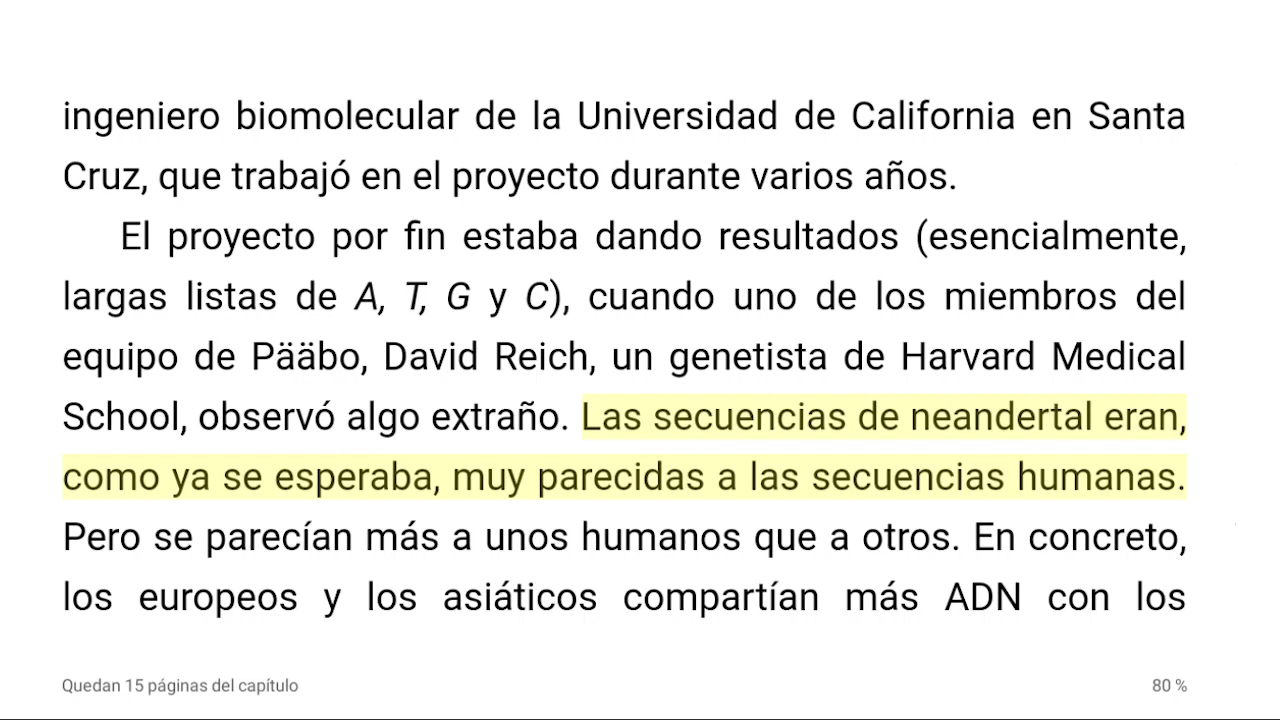 ingeniero biomolecular de la Universidad de California en Santa
Cruz, que trabajó en el proyecto durante varios años.
El proyecto por fin estaba dando resultados (esencialmente,
largas listas de A, T, G y C), cuando uno de los miembros del
equipo de Pääbo, David Reich, un genetista de Harvard Medical
School, observó algo extraño. Las secuencias de neandertal eran,
como ya se esperaba, muy parecidas a las secuencias humanas.
Pero se parecían más a unos humanos que a otros. En concreto,
los europeos y los asiáticos compartían más ADN con los
Quedan 15 páginas del capítulo
80 %